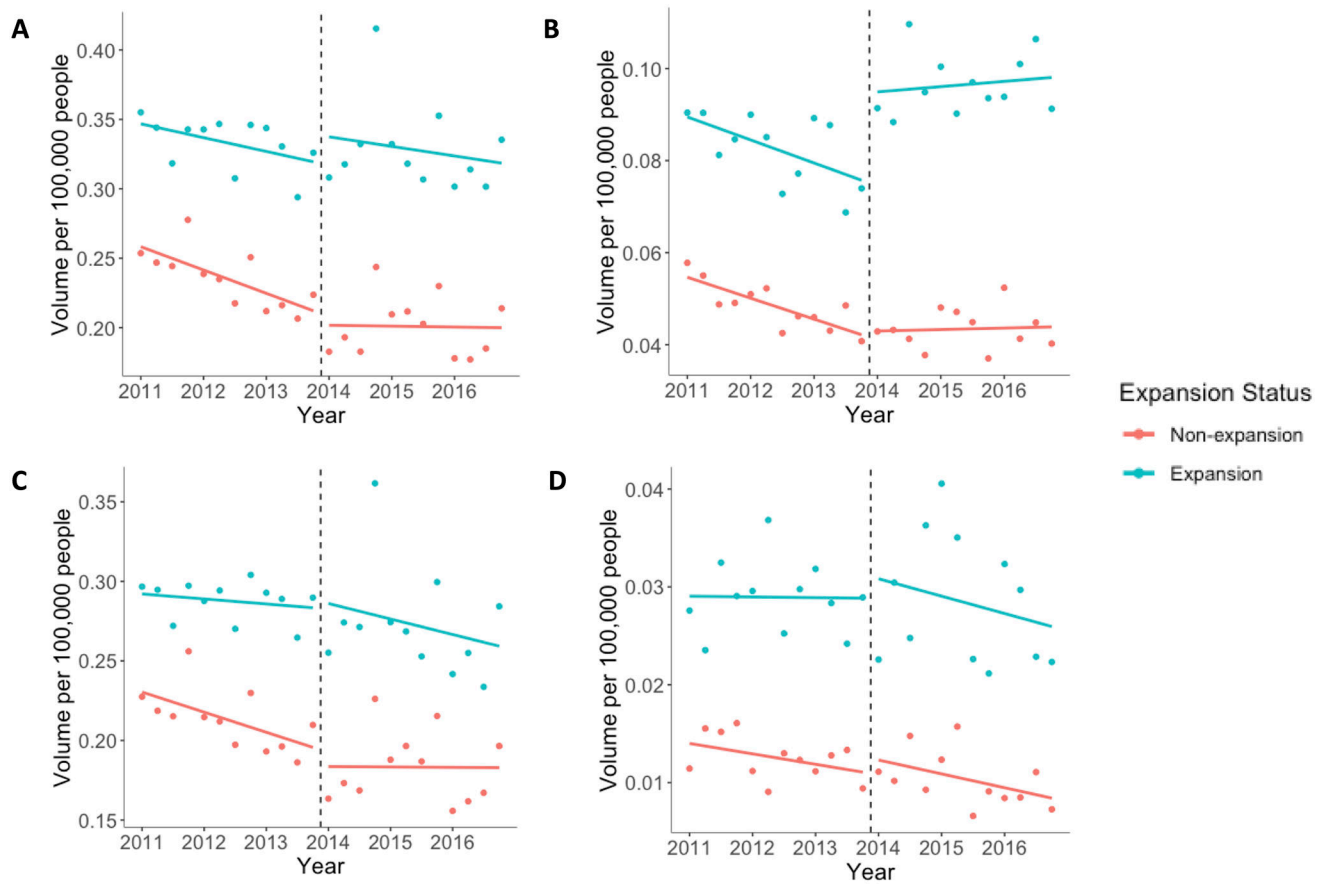 A
Volume per 100,000 people
0.40
0.35
0.30
0.25
0.20
2011 2012 2013 2014 2015 2016
Year
B
Volume per 100,000 people
0.10
0.08
0.06
0.04
2011 2012 2013 2014 2015 2016
Year
Expansion Status
Non-expansion
Expansion
C
Volume per 100,000 people
0.35
0.30
0.25
0.20
0.15
2011 2012 2013 2014 2015 2016
Year
D
Volume per 100,000 people
0.04
0.03
0.02
0.01
2011 2012 2013 2014 2015 2016
Year